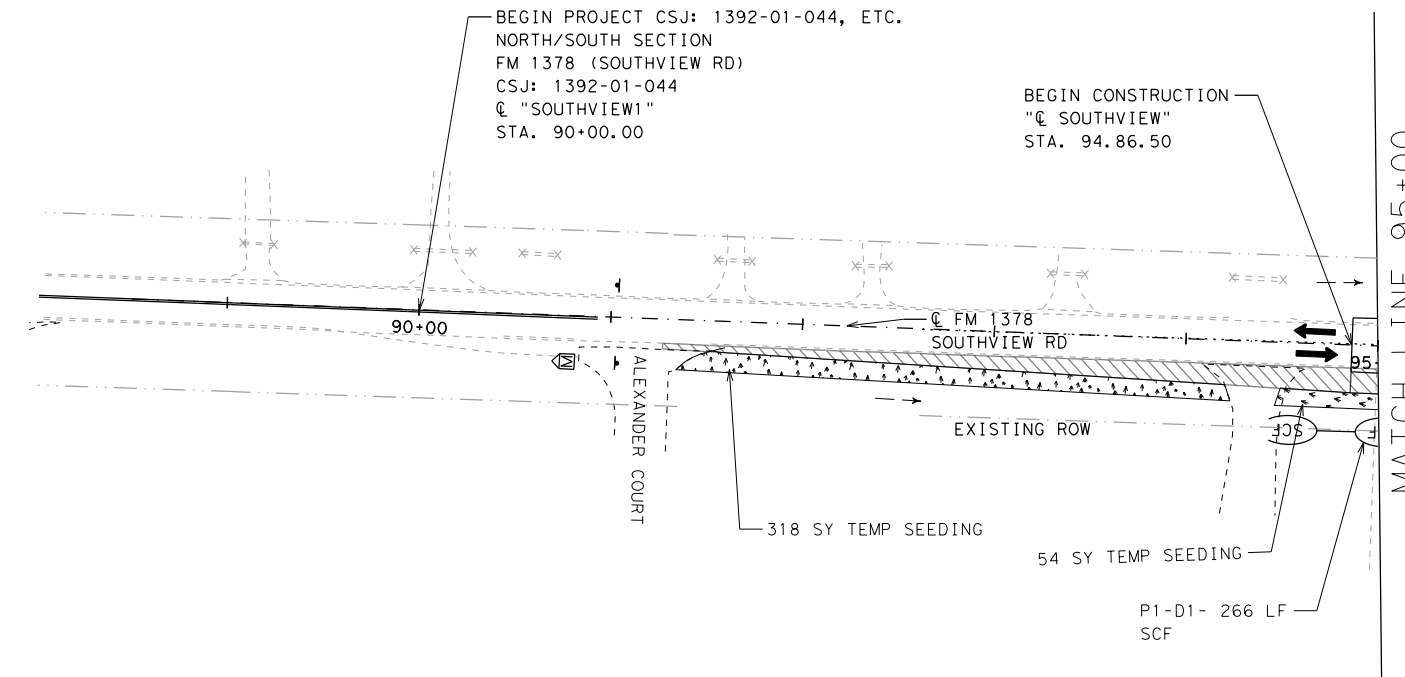 BEGIN PROJECT CSJ: 1392-01-044, ETC.
NORTH/SOUTH SECTION
FM 1378 (SOUTHVIEW RD)
CSJ: 1392-01-044
℄ "SOUTHVIEW1"
STA. 90+00.00
BEGIN CONSTRUCTION
"℄ SOUTHVIEW"
STA. 94.86.50
90+00
℄ FM 1378
SOUTHVIEW RD
95
M
ALEXANDER COURT
EXISTING ROW
SCF
318 SY TEMP SEEDING
54 SY TEMP SEEDING
P1-D1- 266 LF
SCF
95+00